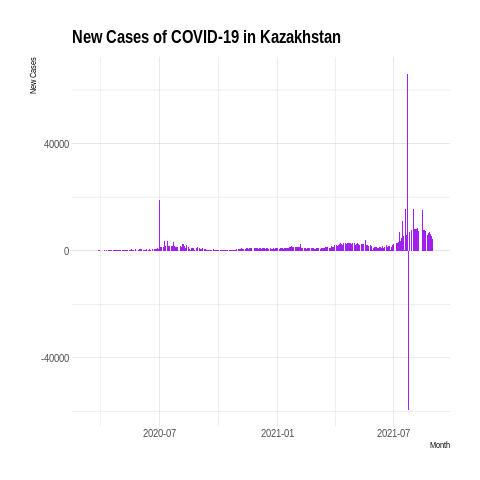 New Cases of COVID-19 in Kazakhstan
New Cases
40000
0
-40000
2020-07
2021-01
2021-07
Month